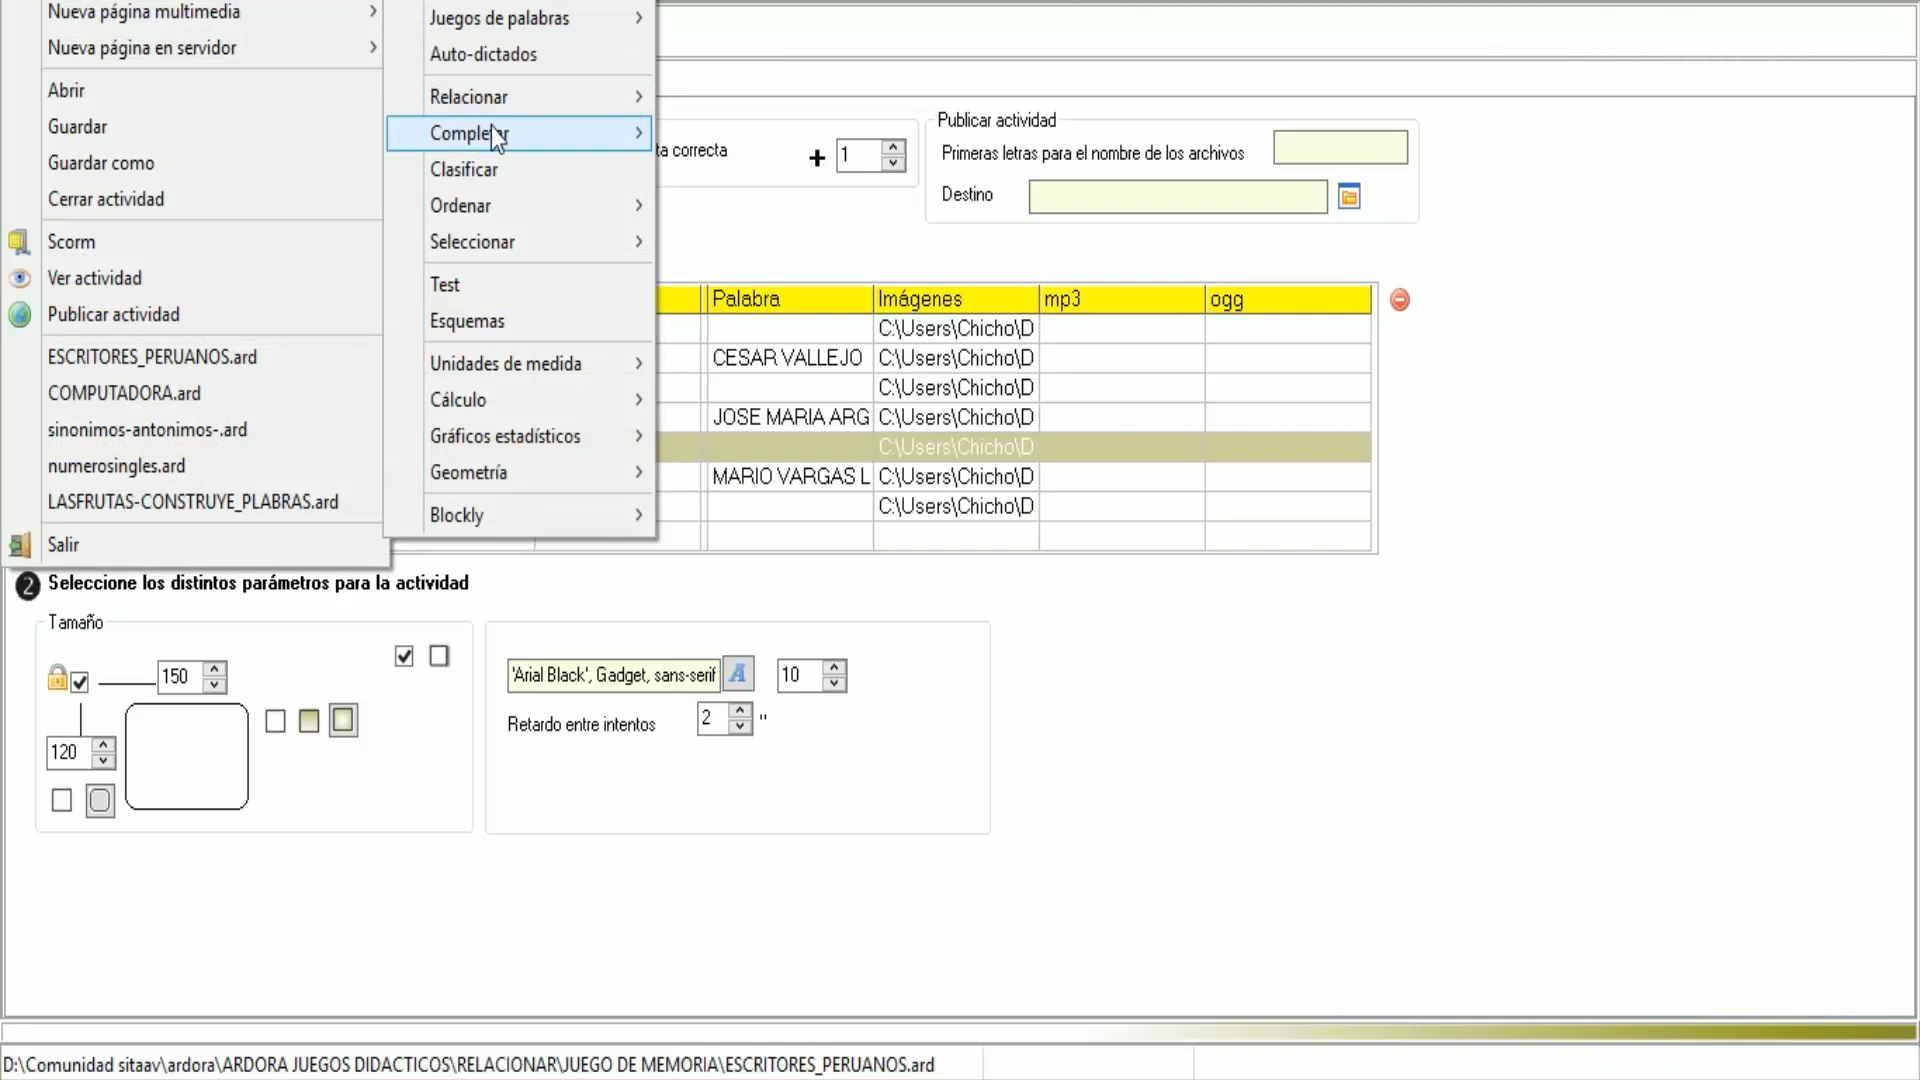 Nueva página multimedia
Nueva página en servidor
Abrir
Guardar
Guardar como
Cerrar actividad
Scorm
Ver actividad
Publicar actividad
ESCRITORES_PERUANOS.ard
COMPUTADORA.ard
sinonimos-antonimos-.ard
numerosingles.ard
LASFRUTAS-CONSTRUYE_PLABRAS.ard
Salir
Juegos de palabras
Auto-dictados
Relacionar
Completar
Clasificar
Ordenar
Seleccionar
Test
Esquemas
Unidades de medida
Cálculo
Gráficos estadísticos
Geometría
Blockly
ta correcta + 1
Publicar actividad
Primeras letras para el nombre de los archivos
Destino
Palabra Imágenes mp3 ogg
C:\Users\Chicho\D
CESAR VALLEJO C:\Users\Chicho\D
C:\Users\Chicho\D
JOSE MARIA ARG C:\Users\Chicho\D
C:\Users\Chicho\D
MARIO VARGAS L C:\Users\Chicho\D
C:\Users\Chicho\D
2 Seleccione los distintos parámetros para la actividad
Tamaño
150
120
'Arial Black', Gadget, sans-serif A 10
Retardo entre intentos 2 "
D:\Comunidad sitaav\ardora\ARDORA JUEGOS DIDACTICOS\RELACIONAR\JUEGO DE MEMORIA\ESCRITORES_PERUANOS.ard